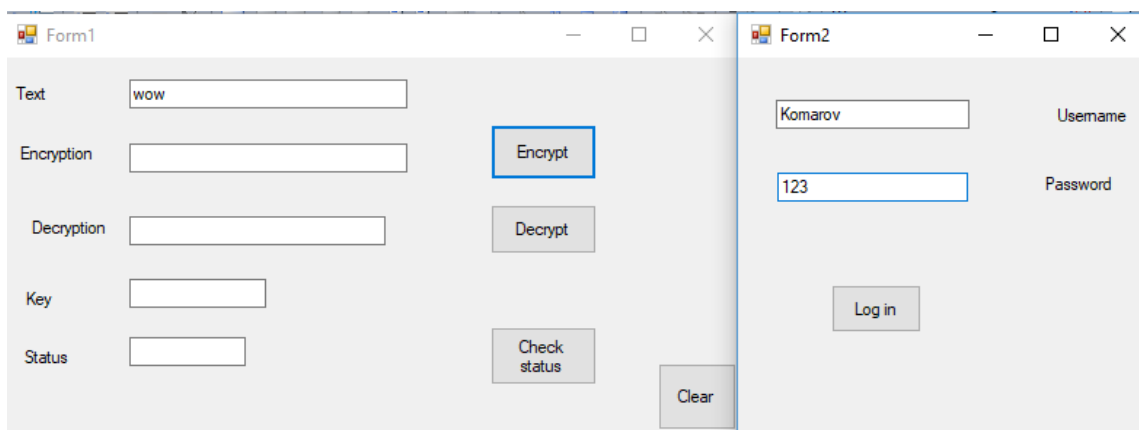 Form1
Text
wow
Encryption
Encrypt
Decryption
Decrypt
Key
Status
Check
status
Clear
Form2
Komarov
Username
123
Password
Log in